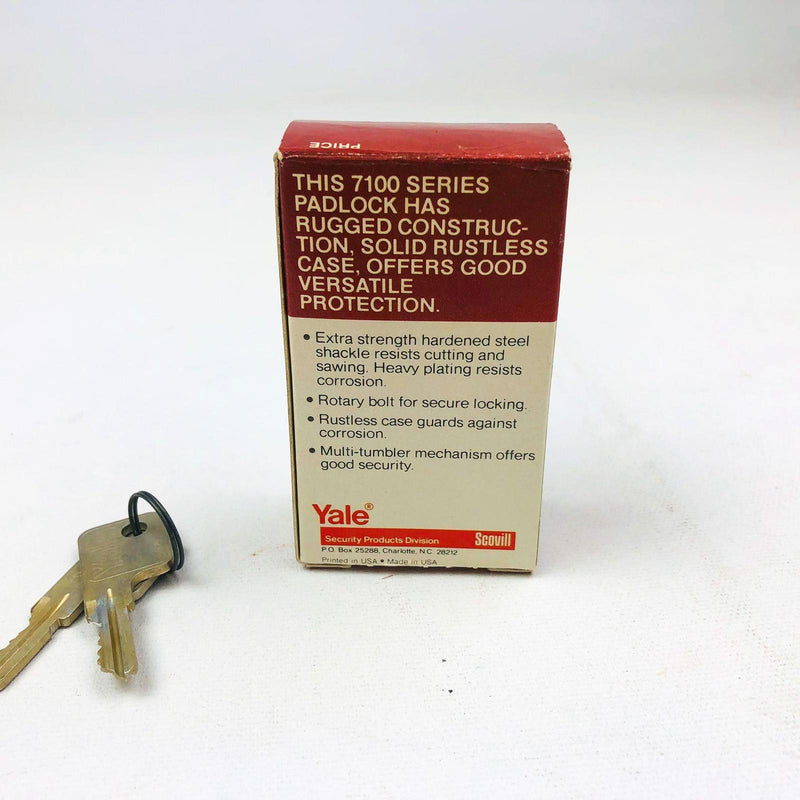 PRICE
THIS 7100 SERIES
PADLOCK HAS
RUGGED CONSTRUC-
TION, SOLID RUSTLESS
CASE, OFFERS GOOD
VERSATILE
PROTECTION.
• Extra strength hardened steel
shackle resists cutting and
sawing. Heavy plating resists
corrosion.
• Rotary bolt for secure locking.
• Rustless case guards against
corrosion.
• Multi-tumbler mechanism offers
good security.
Yale®
Security Products Division Scovill
P.O. Box 25288, Charlotte, N.C. 28212
Printed in USA • Made in USA